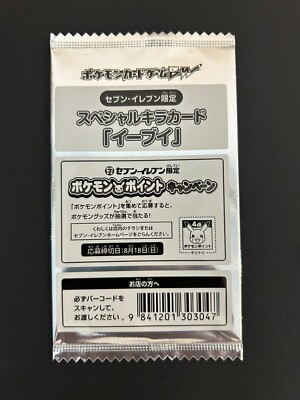 ポケモンカードゲームBW
セブン-イレブン限定
スペシャルキラカード
「イーブイ」
セブン-イレブン限定
ポケモンポイントキャンペーン
「ポケモンポイント」を集めて応募すると、
ポケモングッズが抽選で当たる!
くわしくは店内のチラシまたは
セブン-イレブンホームページをごらんください。
応募締切日:8月18日(日)
4点
ポケモンポイント
キリトリ
お店の方へ
必ずバーコードを
スキャンして、
お渡しください。
9 841201 303047